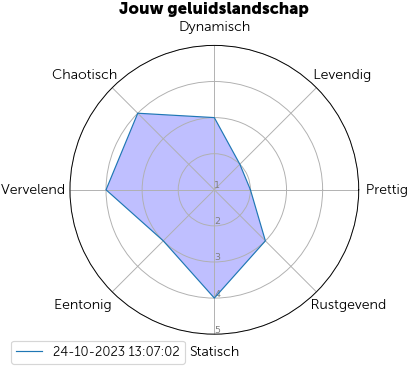 Jouw geluidslandschap
Dynamisch
Chaotisch
Levendig
Vervelend
1
Prettig
2
3
4
Eentonig
Rustgevend
5
24-10-2023 13:07:02
Statisch